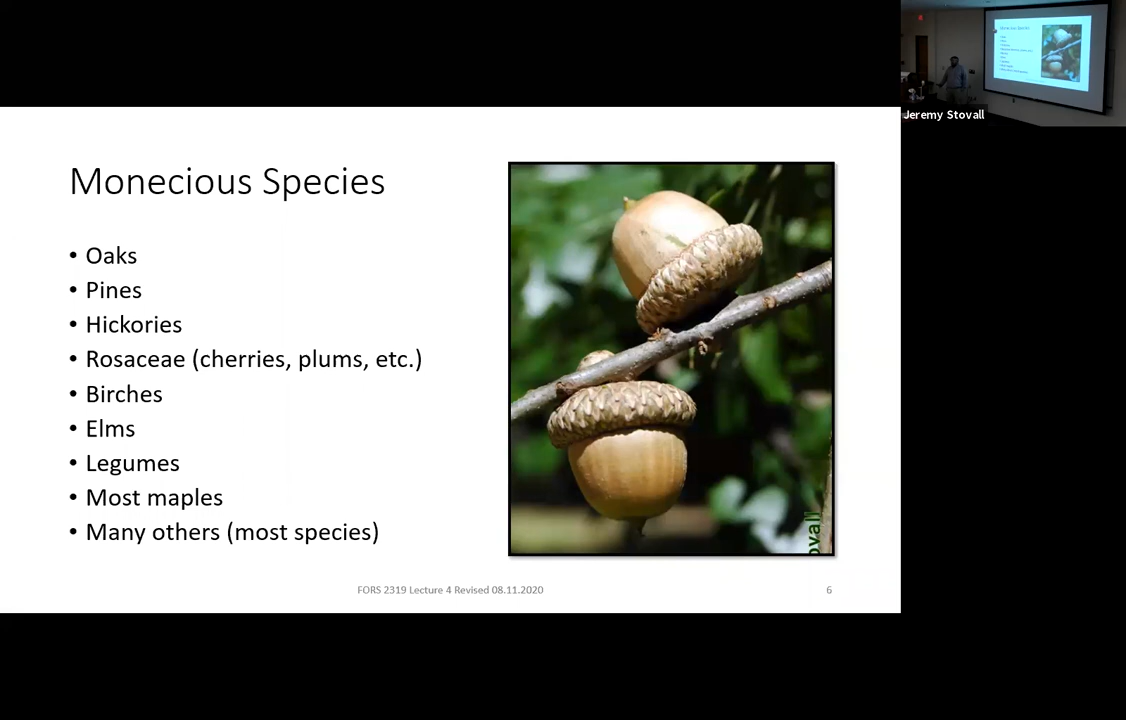 Monecious Species
• Oaks
• Pines
• Hickories
• Rosaceae (cherries, plums, etc.)
• Birches
• Elms
• Legumes
• Most maples
• Many others (most species)
ovall
FORS 2319 Lecture 4 Revised 08.11.2020
6
Jeremy Stovall